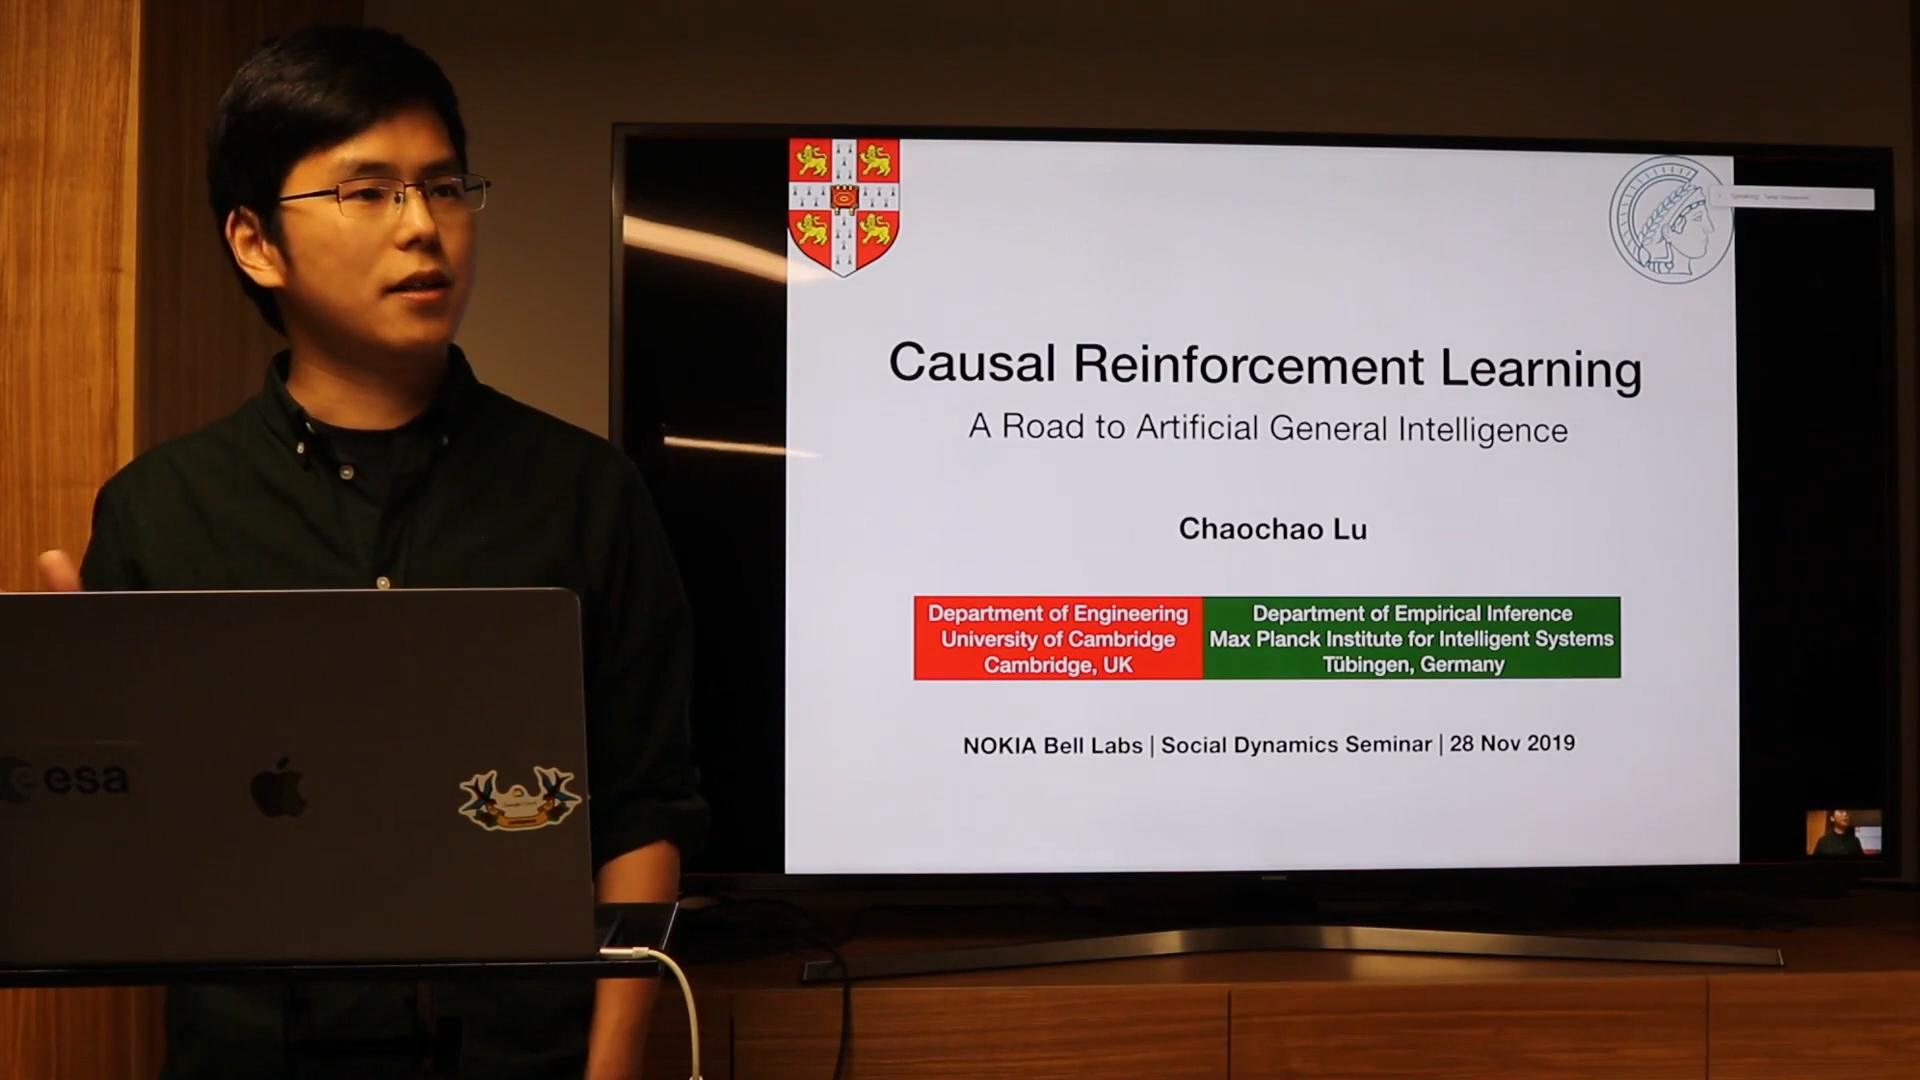 Causal Reinforcement Learning
A Road to Artificial General Intelligence
Chaochao Lu
Department of Engineering
University of Cambridge
Cambridge, UK
Department of Empirical Inference
Max Planck Institute for Intelligent Systems
Tübingen, Germany
NOKIA Bell Labs | Social Dynamics Seminar | 28 Nov 2019
esa